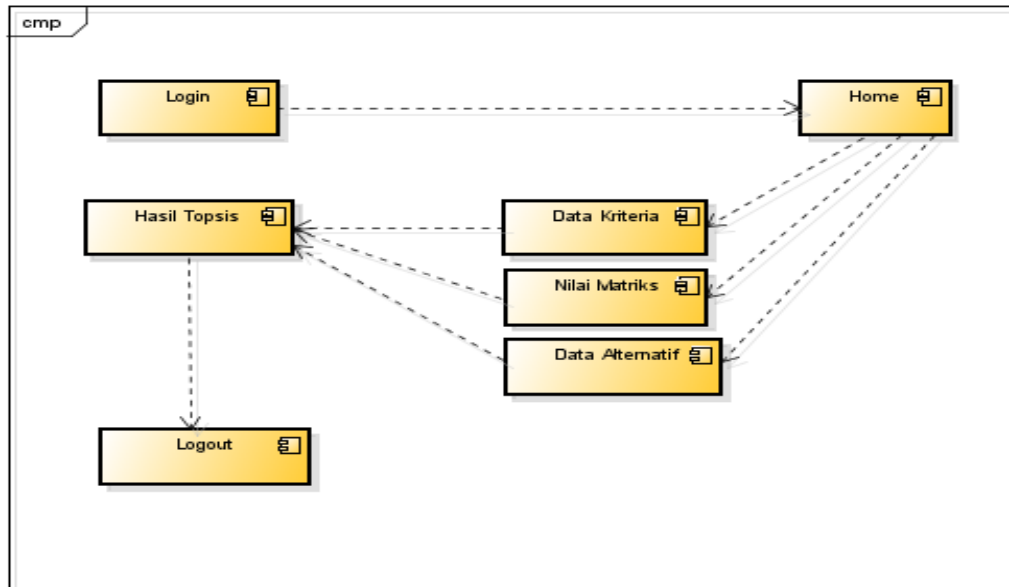 cmp
Login
Home
Hasil Topsis
Data Kriteria
Nilai Matriks
Data Alternatif
Logout